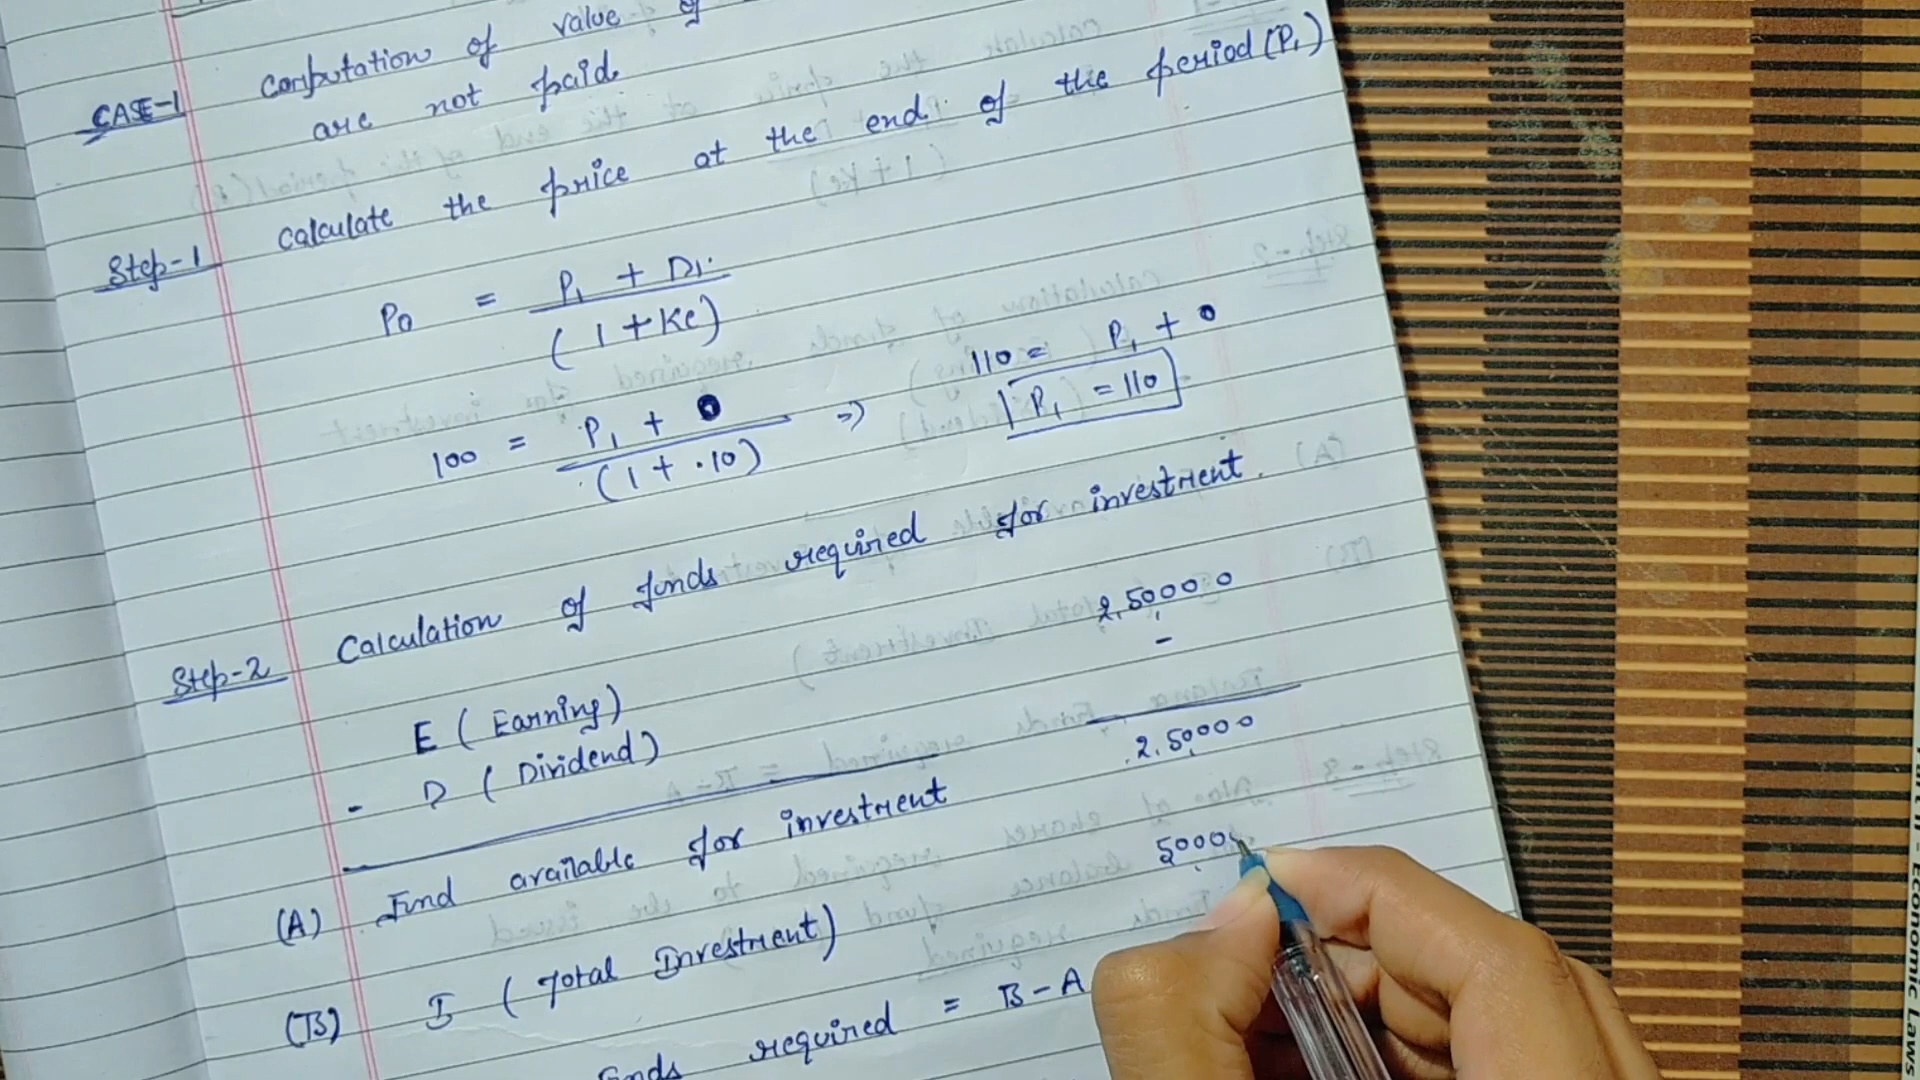 CASE-1 Computation of value of
are not paid.
Step-1 Calculate the price at the end of the period (P1)
P0 = P1 + D1
(1 + Ke)
100 = P1 + 0
(1 + .10)
=> 110 = P1 + 0
P1 = 110
Step-2 Calculation of funds required for investment.
E (Earning) 2,50000
- D (Dividend) -
(A) Fund available for investment 2,50000
(B) I (Total Investment) 50000
Funds required = B - A
Economic Laws